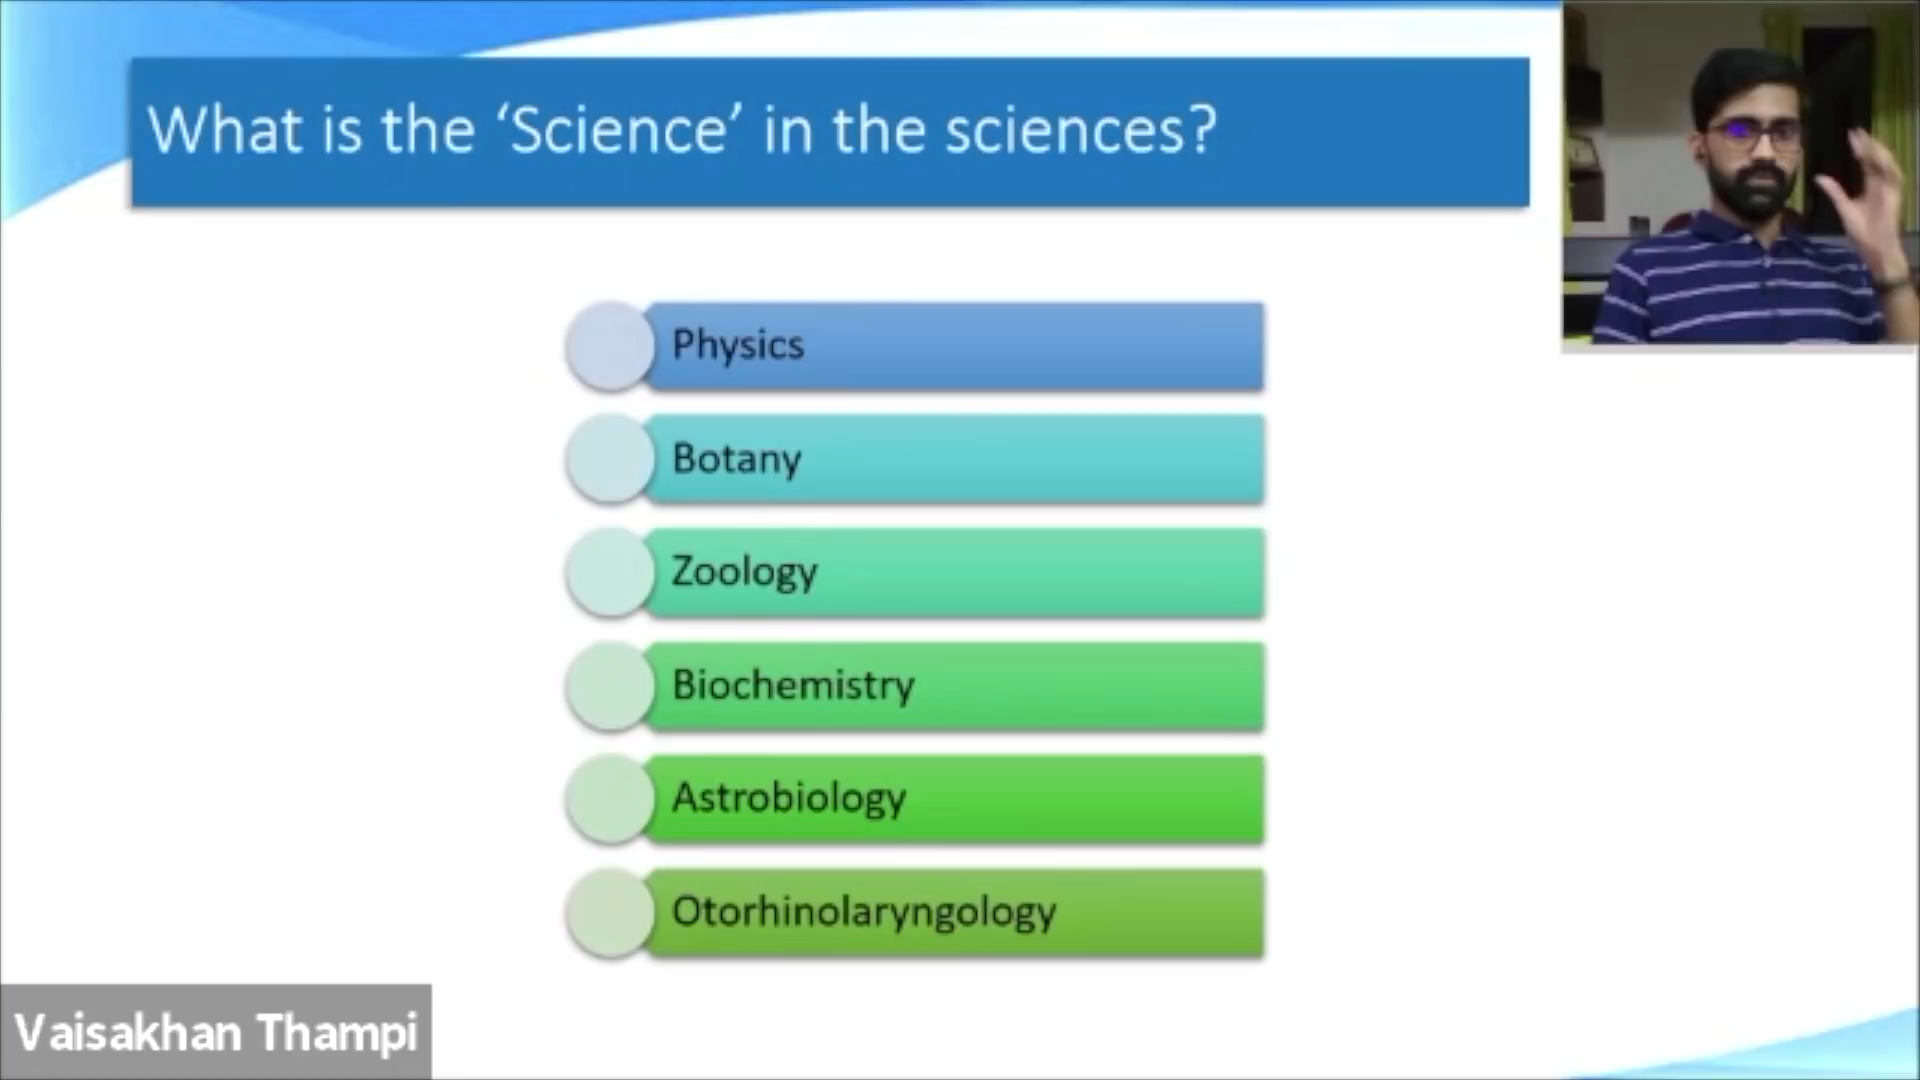 What is the ‘Science’ in the sciences?
Physics
Botany
Zoology
Biochemistry
Astrobiology
Otorhinolaryngology
Vaisakhan Thampi